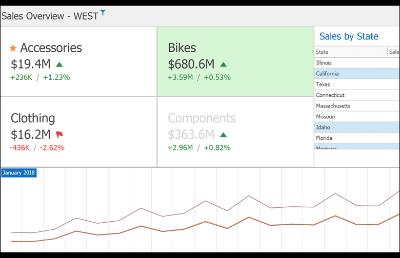 Sales Overview - WEST
Accessories
$19.4M
+236K / +1.23%
Bikes
$680.6M
+3.59M / +0.53%
Clothing
$16.2M
-436K / -2.62%
Components
$363.6M
+2.96M / +0.82%
Sales by State
State Sale
Illinois
California
Texas
Connecticut
Massachusetts
Missouri
Idaho
Florida
Montana
January 2018